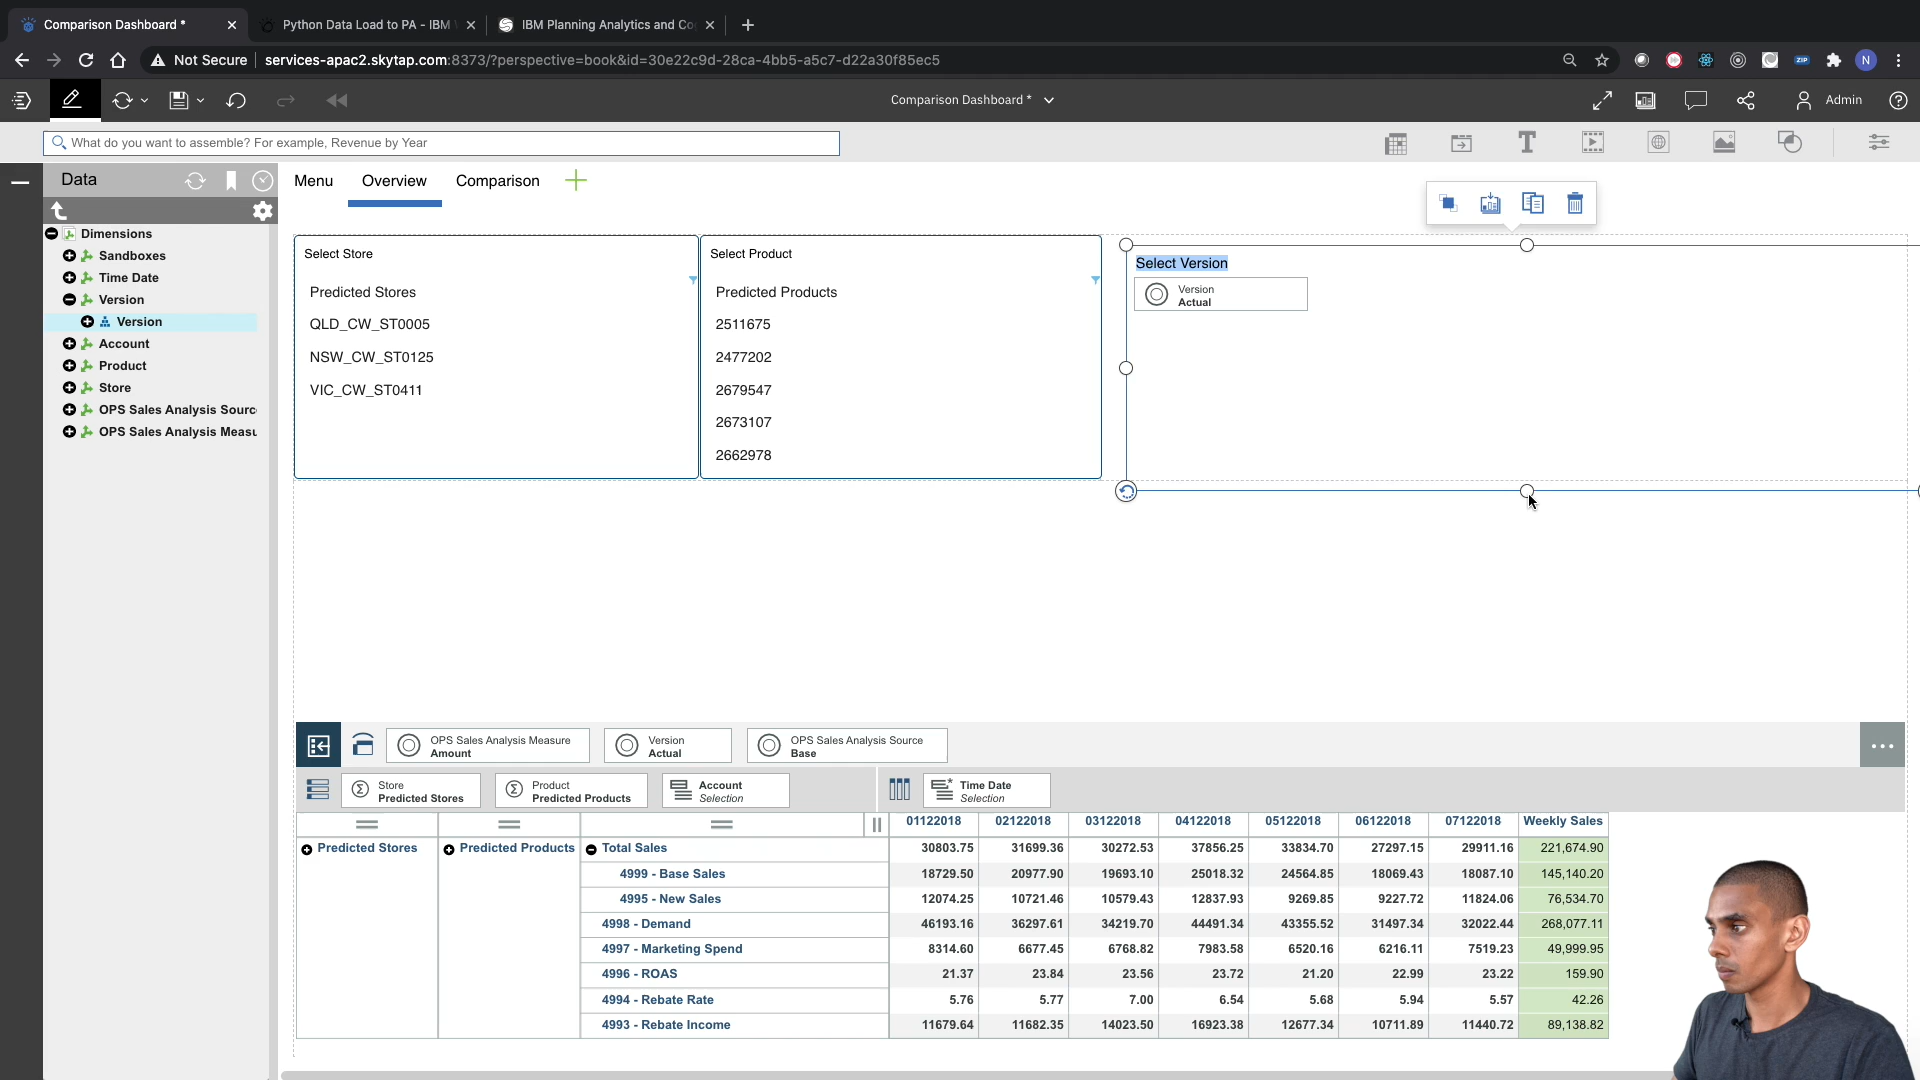 Comparison Dashboard *
Python Data Load to PA - IBM
IBM Planning Analytics and Co
Not Secure
services-apac2.skytap.com:8373/?perspective=book&id=30e22c9d-28ca-4bb5-a5c7-d22a30f85ec5
ZIP
N
Comparison Dashboard *
Admin
What do you want to assemble? For example, Revenue by Year
Data
Menu
Overview
Comparison
Dimensions
Sandboxes
Time Date
Version
Version
Account
Product
Store
OPS Sales Analysis Sourc
OPS Sales Analysis Measu
Select Store
Predicted Stores
QLD_CW_ST0005
NSW_CW_ST0125
VIC_CW_ST0411
Select Product
Predicted Products
2511675
2477202
2679547
2673107
2662978
Select Version
Version
Actual
OPS Sales Analysis Measure
Amount
Version
Actual
OPS Sales Analysis Source
Base
Store
Predicted Stores
Product
Predicted Products
Account
Selection
Time Date
Selection
01122018 02122018 03122018 04122018 05122018 06122018 07122018 Weekly Sales
Predicted Stores Predicted Products Total Sales 30803.75 31699.36 30272.53 37856.25 33834.70 27297.15 29911.16 221,674.90
4999 - Base Sales 18729.50 20977.90 19693.10 25018.32 24564.85 18069.43 18087.10 145,140.20
4995 - New Sales 12074.25 10721.46 10579.43 12837.93 9269.85 9227.72 11824.06 76,534.70
4998 - Demand 46193.16 36297.61 34219.70 44491.34 43355.52 31497.34 32022.44 268,077.11
4997 - Marketing Spend 8314.60 6677.45 6768.82 7983.58 6520.16 6216.11 7519.23 49,999.95
4996 - ROAS 21.37 23.84 23.56 23.72 21.20 22.99 23.22 159.90
4994 - Rebate Rate 5.76 5.77 7.00 6.54 5.68 5.94 5.57 42.26
4993 - Rebate Income 11679.64 11682.35 14023.50 16923.38 12677.34 10711.89 11440.72 89,138.82